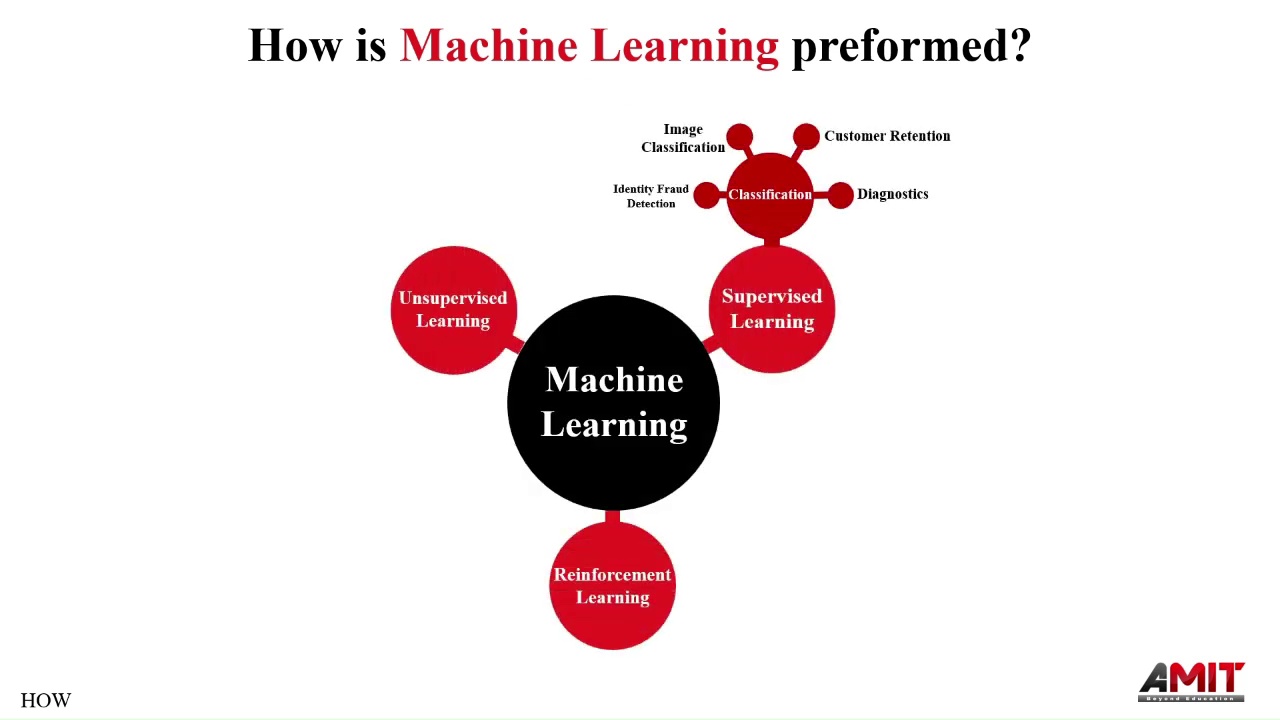 How is Machine Learning preformed?
Image
Classification
Customer Retention
Identity Fraud
Detection
Classification
Diagnostics
Unsupervised
Learning
Supervised
Learning
Machine
Learning
Reinforcement
Learning
HOW
AMIT
Beyond Education